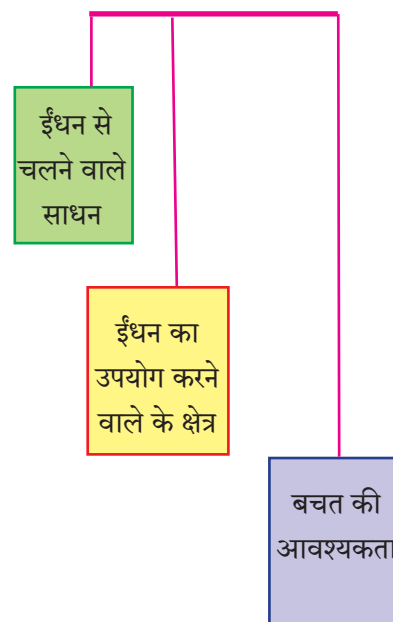 ईंधन से
चलने वाले
साधन
ईंधन का
उपयोग करने
वाले के क्षेत्र
बचत की
आवश्यकता